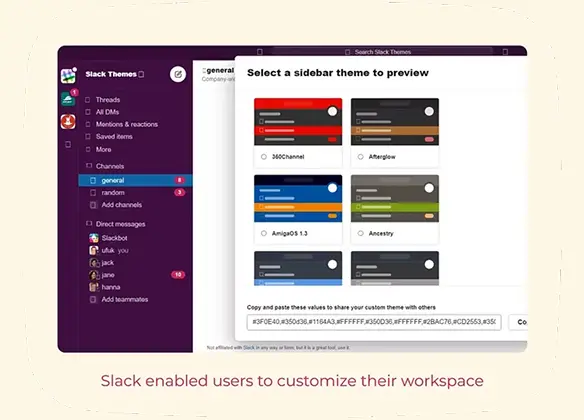 Search Slack Themes
Slack Themes
general
Company-
Select a sidebar theme to preview
1
Threads
All DMs
Mentions & reactions
Saved items
More
Channels
general 8
random 3
Add channels
Direct messages
Slackbot
ufuk you
jack
jane 10
hanna
Add teammates
360Channel
Afterglow
AmigaOS 1.3
Ancestry
Copy and paste these values to share your custom theme with others
#3F0E40,#350d36,#1164A3,#FFFFFF,#350D36,#FFFFFF,#2BAC76,#CD2553,#35
Co
Not affiliated with Slack in any way or form, but it is a great tool, use it.
Slack enabled users to customize their workspace